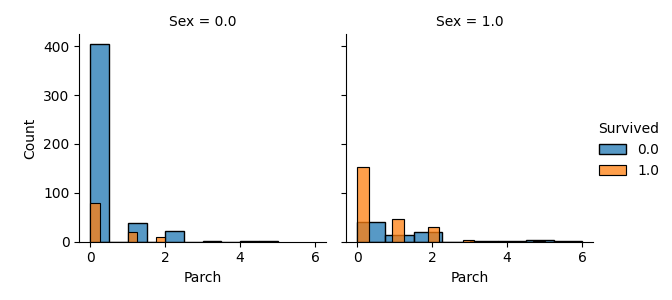 Sex = 0.0
Sex = 1.0
400
300
200
100
0
Count
0 2 4 6
0 2 4 6
Parch
Parch
Survived
0.0
1.0